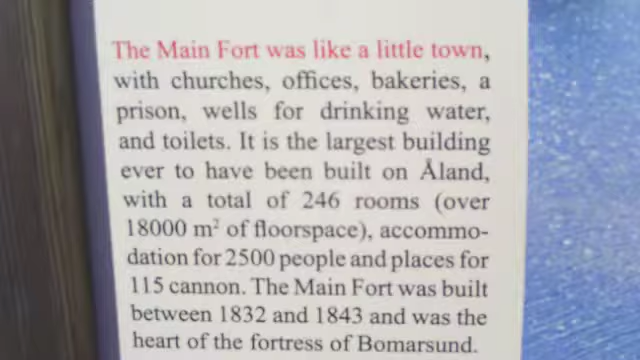 The Main Fort was like a little town,
with churches, offices, bakeries, a
prison, wells for drinking water,
and toilets. It is the largest building
ever to have been built on Åland,
with a total of 246 rooms (over
18000 m² of floorspace), accommo-
dation for 2500 people and places for
115 cannon. The Main Fort was built
between 1832 and 1843 and was the
heart of the fortress of Bomarsund.